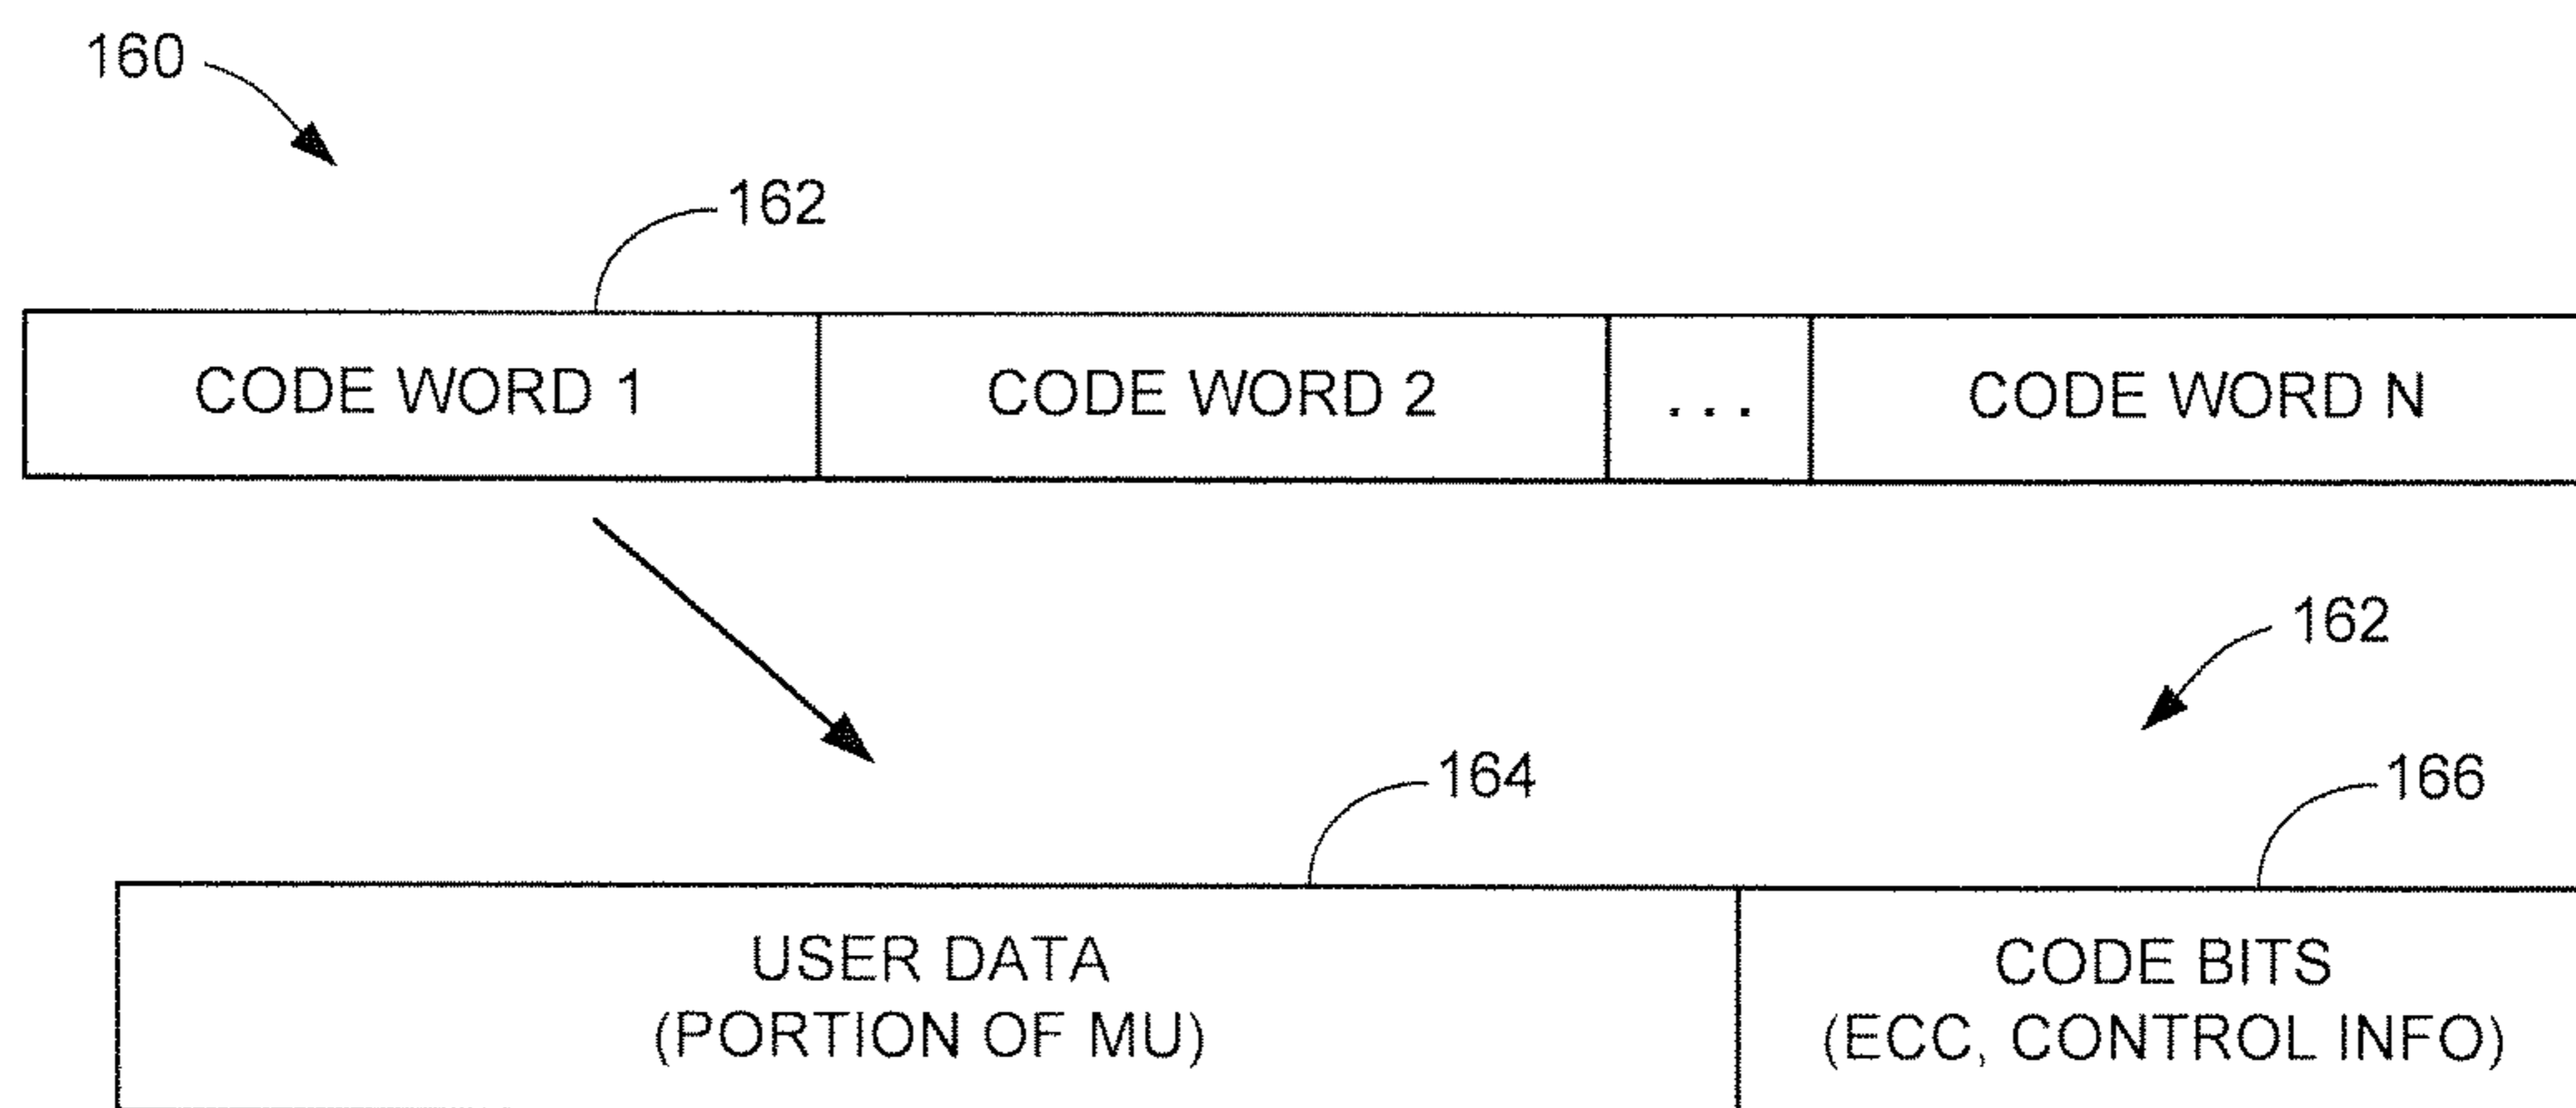 160
162
CODE WORD 1 CODE WORD 2 ... CODE WORD N
162
164 166
USER DATA CODE BITS
(PORTION OF MU) (ECC, CONTROL INFO)